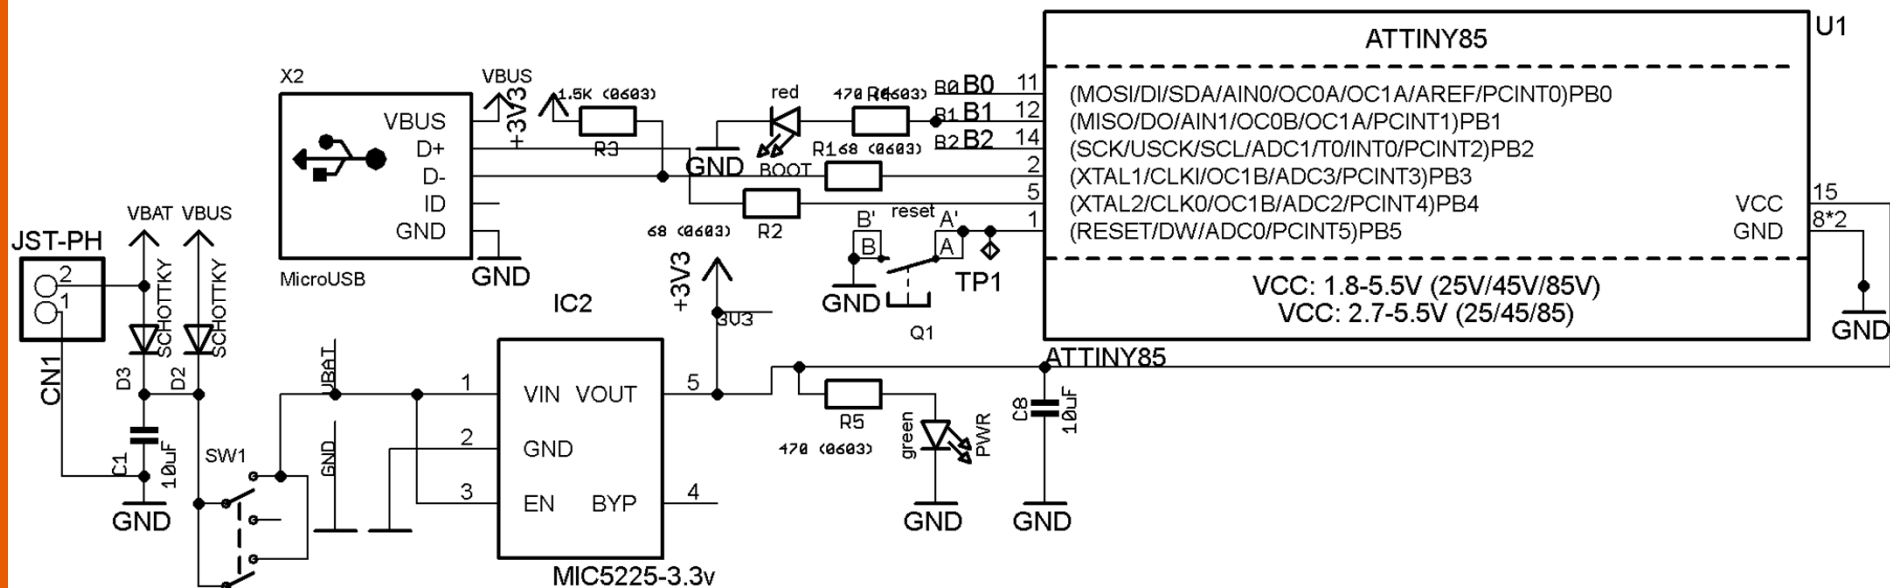 ATTINY85
U1
X2
VBUS
+3V3
1.5K (0603)
R3
red
470 (0603)
R4
B0 B0 11 (MOSI/DI/SDA/AIN0/OC0A/OC1A/AREF/PCINT0)PB0
B1 B1 12 (MISO/DO/AIN1/OC0B/OC1A/PCINT1)PB1
B2 B2 14 (SCK/USCK/SCL/ADC1/T0/INT0/PCINT2)PB2
2 (XTAL1/CLKI/OC1B/ADC3/PCINT3)PB3
5 (XTAL2/CLK0/OC1B/ADC2/PCINT4)PB4
1 (RESET/DW/ADC0/PCINT5)PB5
VCC 15
GND 8*2
VCC: 1.8-5.5V (25V/45V/85V)
VCC: 2.7-5.5V (25/45/85)
GND
ATTINY85
VBUS
D+
D-
ID
GND
GND
MicroUSB
GND
BOOT
R1
68 (0603)
R2
68 (0603)
reset
B'
A'
B
A
GND
TP1
Q1
VBAT
VBUS
JST-PH
2
1
CN1
SCHOTTKY
SCHOTTKY
D3
D2
C1
10uF
GND
SW1
GND
IC2
1 VIN VOUT 5
2 GND
3 EN BYP 4
MIC5225-3.3v
+3V3
3V3
R5
470 (0603)
green
PWR
GND
C8
10uF
GND